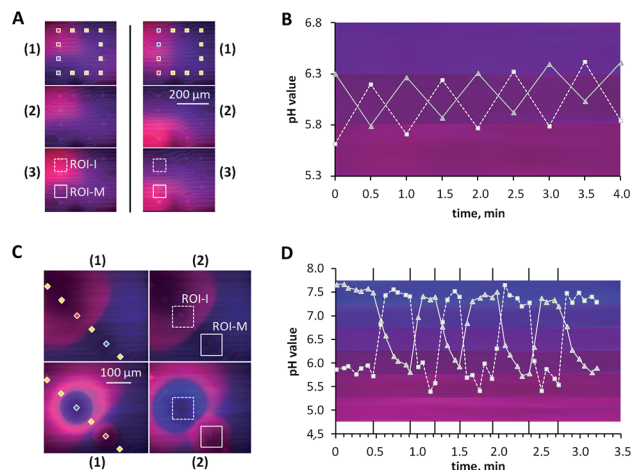 A
(1)
(1)
(2)
200 μm
(2)
(3)
ROI-I
ROI-M
(3)
B
pH value
6.8
6.3
5.8
5.3
0 0.5 1.0 1.5 2.0 2.5 3.0 3.5 4.0
time, min
C
(1) (2)
ROI-I
ROI-M
100 μm
(1) (2)
D
pH value
8.0
7.5
7.0
6.5
6.0
5.5
5.0
4,5
0 0.5 1.0 1.5 2.0 2.5 3.0 3.5
time, min